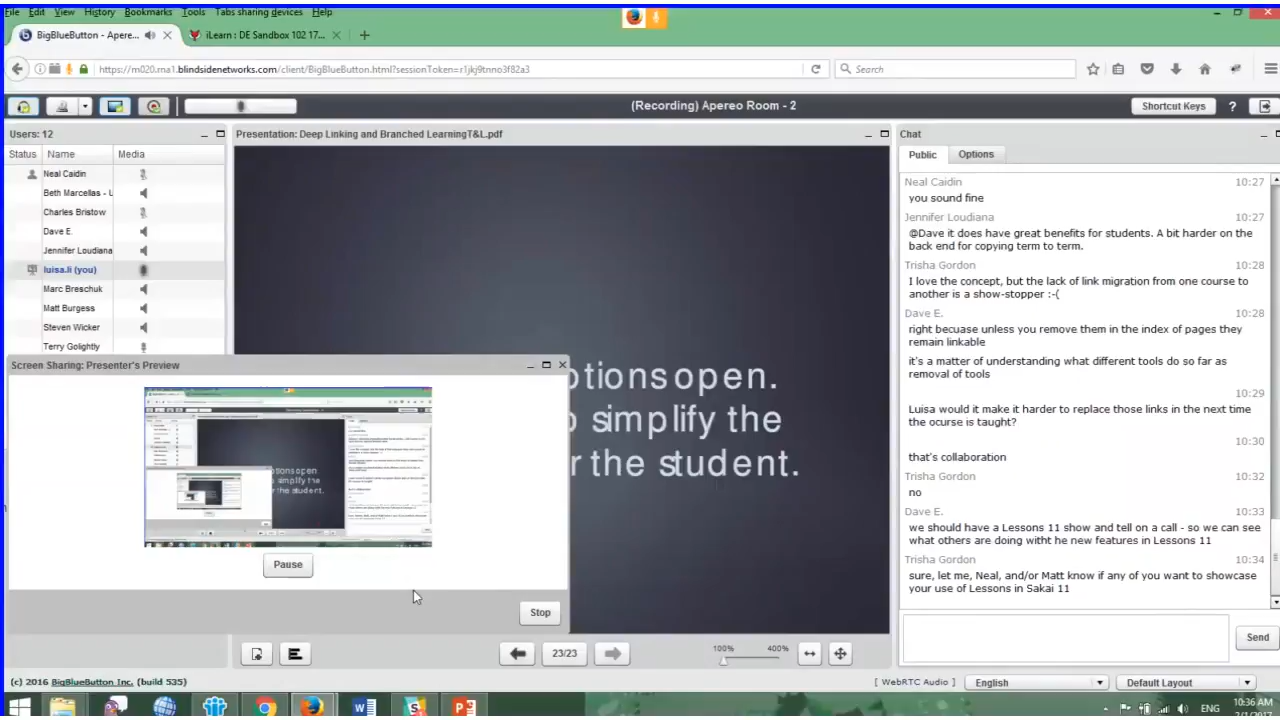 File Edit View History Bookmarks Tools Tabs sharing devices Help
BigBlueButton - Apere...
iLearn : DE Sandbox 102 17...
https://m020.rna1.blindsidenetworks.com/client/BigBlueButton.html?sessionToken=r1jkj9tnno3f82a3
Search
(Recording) Apereo Room - 2
Shortcut Keys
?
Users: 12
Status Name Media
Neal Caidin
Beth Marcellas - U
Charles Bristow
Dave E.
Jennifer Loudiana
luisa.li (you)
Marc Breschuk
Matt Burgess
Steven Wicker
Terry Golightly
Presentation: Deep Linking and Branched LearningT&L.pdf
ptions open.
simplify the
r the student.
Screen Sharing: Presenter's Preview
ptions open.
simplify the
r the student.
Pause
Stop
23/23
100% 400%
Chat
Public Options
Neal Caidin 10:27
you sound fine
Jennifer Loudiana 10:27
@Dave it does have great benefits for students. A bit harder on the
back end for copying term to term.
Trisha Gordon 10:28
I love the concept, but the lack of link migration from one course to
another is a show-stopper :-(
Dave E. 10:28
right becuase unless you remove them in the index of pages they
remain linkable
it's a matter of understanding what different tools do so far as
removal of tools
10:29
Luisa would it make it harder to replace those links in the next time
the ocurse is taught?
10:30
that's collaboration
Trisha Gordon 10:32
no
Dave E. 10:33
we should have a Lessons 11 show and tell on a call - so we can see
what others are doing witht he new features in Lessons 11
Trisha Gordon 10:34
sure, let me, Neal, and/or Matt know if any of you want to showcase
your use of Lessons in Sakai 11
Send
(c) 2016 BigBlueButton Inc. (build 535)
[ WebRTC Audio ]
English
Default Layout
ENG
10:36 AM
2/1/2017